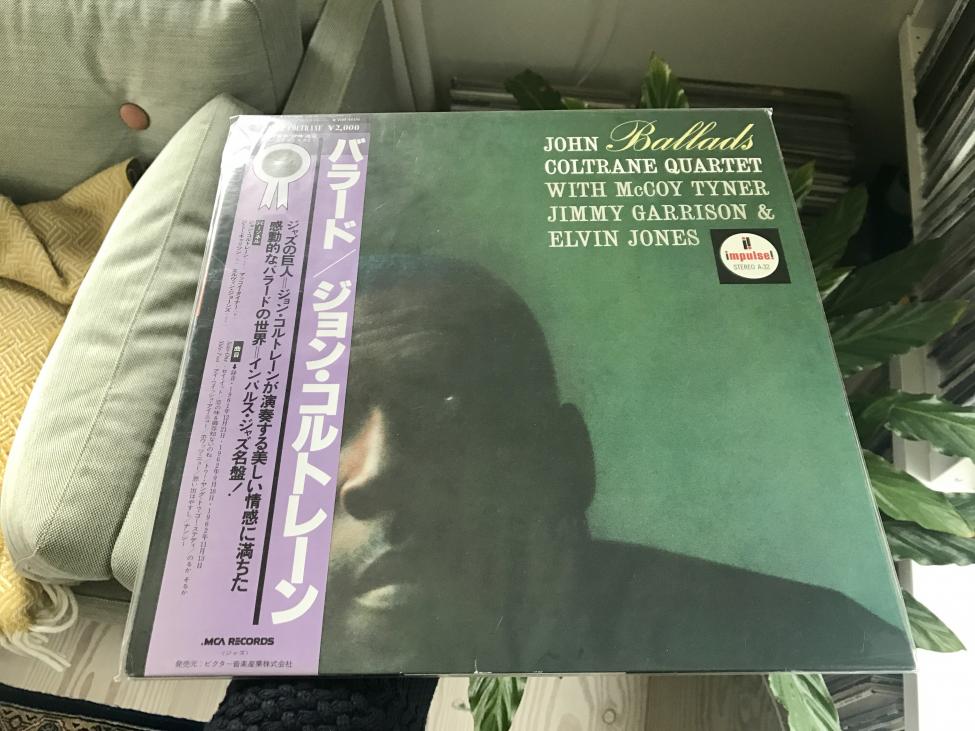 JOHN Ballads
COLTRANE QUARTET
WITH McCOY TYNER
JIMMY GARRISON &
ELVIN JONES
impulse!
STEREO A-32
COLTRANE ¥2,000
バラード/ジョン・コルトレーン
ジャズの巨人=ジョン・コルトレーンが演奏する美しい情感に満ちた
感動的なバラードの世界=インパルス・ジャズ名盤!
曲目
.MCA RECORDS
(ジャズ)
発売元:ビクター音楽産業株式会社